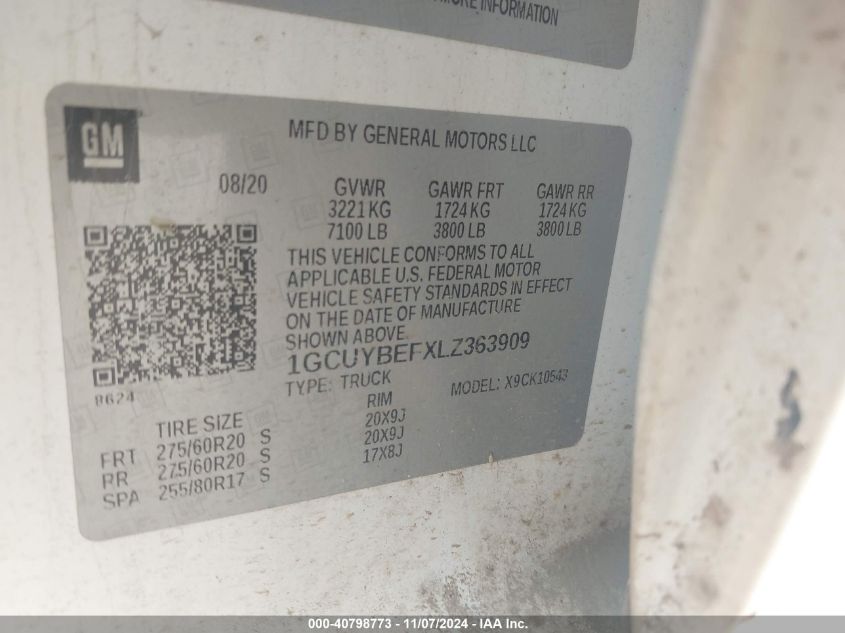 MORE INFORMATION
GM
MFD BY GENERAL MOTORS LLC
08/20 GVWR GAWR FRT GAWR RR
3221 KG 1724 KG 1724 KG
7100 LB 3800 LB 3800 LB
THIS VEHICLE CONFORMS TO ALL
APPLICABLE U.S. FEDERAL MOTOR
VEHICLE SAFETY STANDARDS IN EFFECT
ON THE DATE OF MANUFACTURE
SHOWN ABOVE.
1GCUYBEFXLZ363909
8624 TYPE: TRUCK MODEL: X9CK10543
TIRE SIZE RIM
FRT 275/60R20 S 20X9J
RR 275/60R20 S 20X9J
SPA 255/80R17 S 17X8J
000-40798773 - 11/07/2024 - IAA Inc.